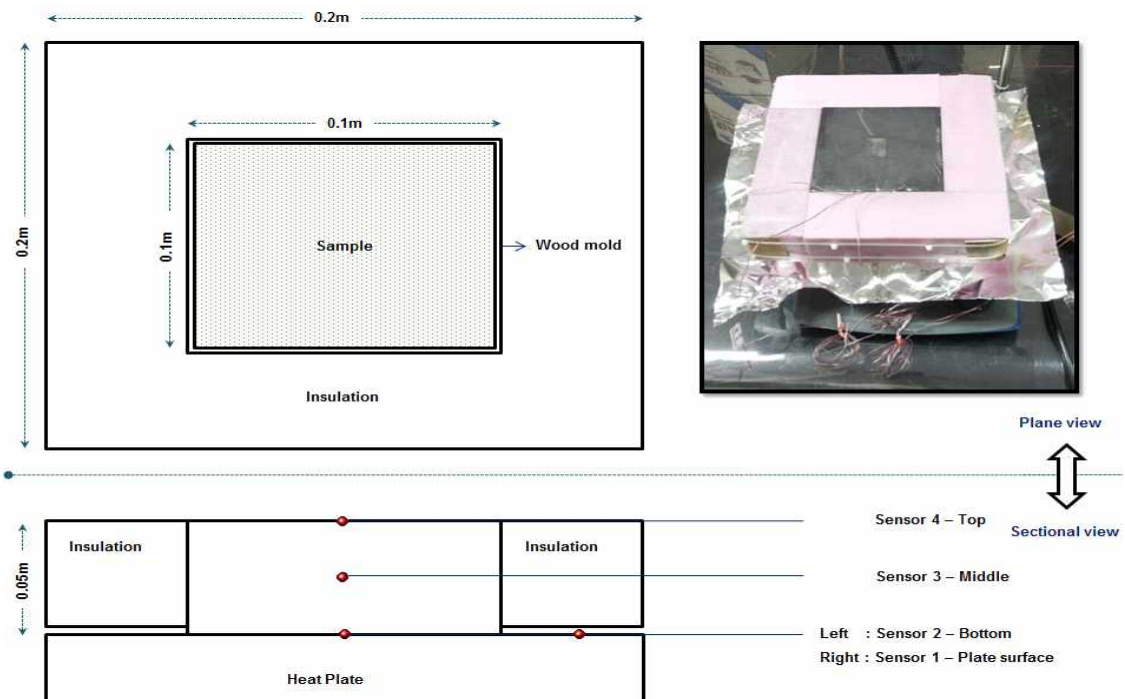 0.2m
0.1m
0.2m
0.1m
Sample
Wood mold
Insulation
Plane view
Sectional view
0.05m
Insulation
Insulation
Sensor 4 – Top
Sensor 3 – Middle
Left : Sensor 2 – Bottom
Right : Sensor 1 – Plate surface
Heat Plate